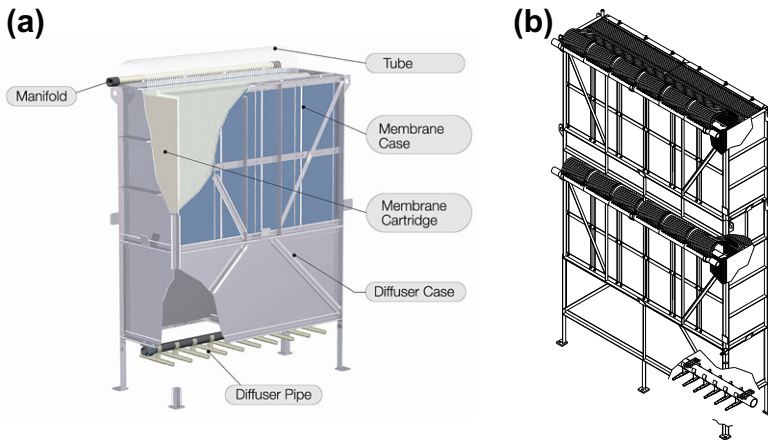 (a)
(b)
Tube
Manifold
Membrane
Case
Membrane
Cartridge
Diffuser Case
Diffuser Pipe